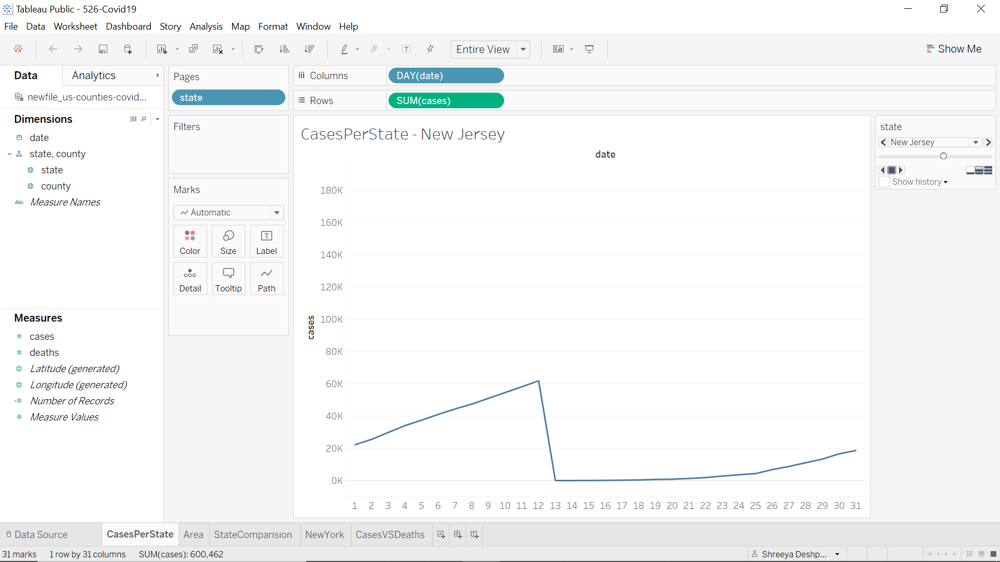 Tableau Public - 526-Covid19
File Data Worksheet Dashboard Story Analysis Map Format Window Help
Entire View
Show Me
Data Analytics
newfile_us-counties-covid...
Dimensions
date
state, county
state
county
Abc Measure Names
Measures
cases
deaths
Latitude (generated)
Longitude (generated)
Number of Records
Measure Values
Pages
state
Filters
Marks
Automatic
Color Size Label
Detail Tooltip Path
Columns DAY(date)
Rows SUM(cases)
CasesPerState - New Jersey
date
cases
180K
160K
140K
120K
100K
80K
60K
40K
20K
0K
1 2 3 4 5 6 7 8 9 10 11 12 13 14 15 16 17 18 19 20 21 22 23 24 25 26 27 28 29 30 31
state
New Jersey
Show history
Data Source CasesPerState Area StateComparision NewYork CasesVSDeaths
31 marks 1 row by 31 columns SUM(cases): 600,462
Shreeya Deshp...